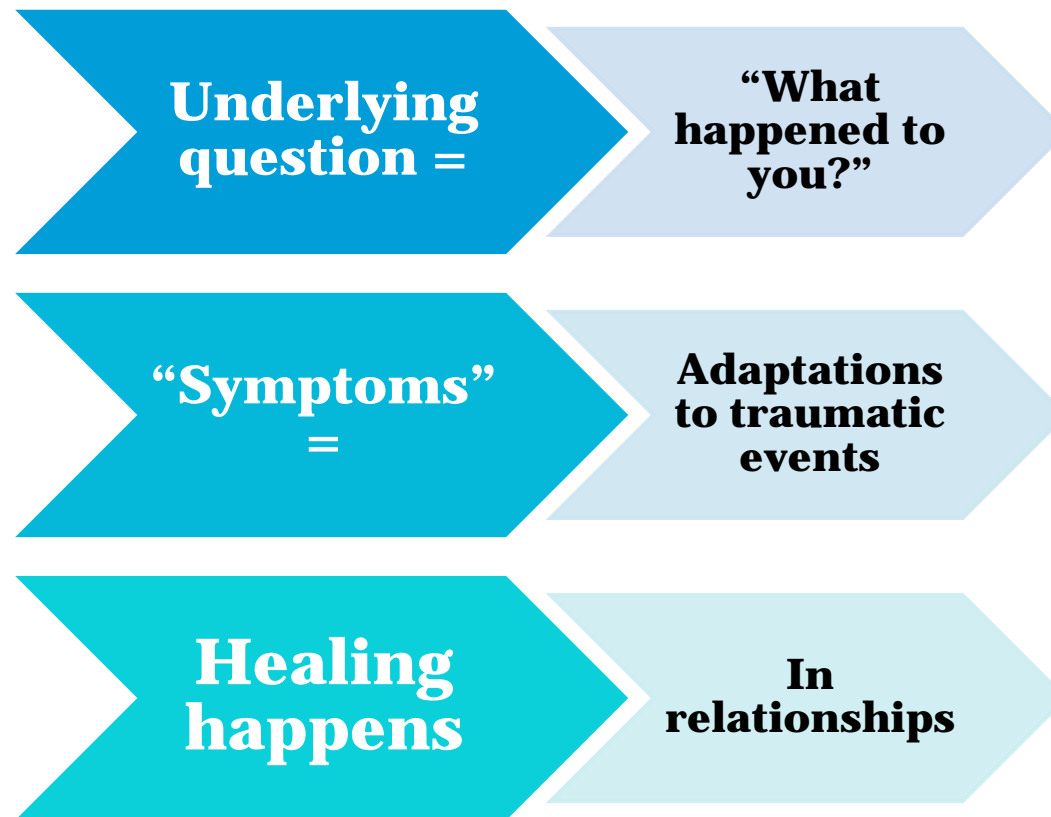 Underlying
question =
“What
happened to
you?”
“Symptoms”
=
Adaptations
to traumatic
events
Healing
happens
In
relationships